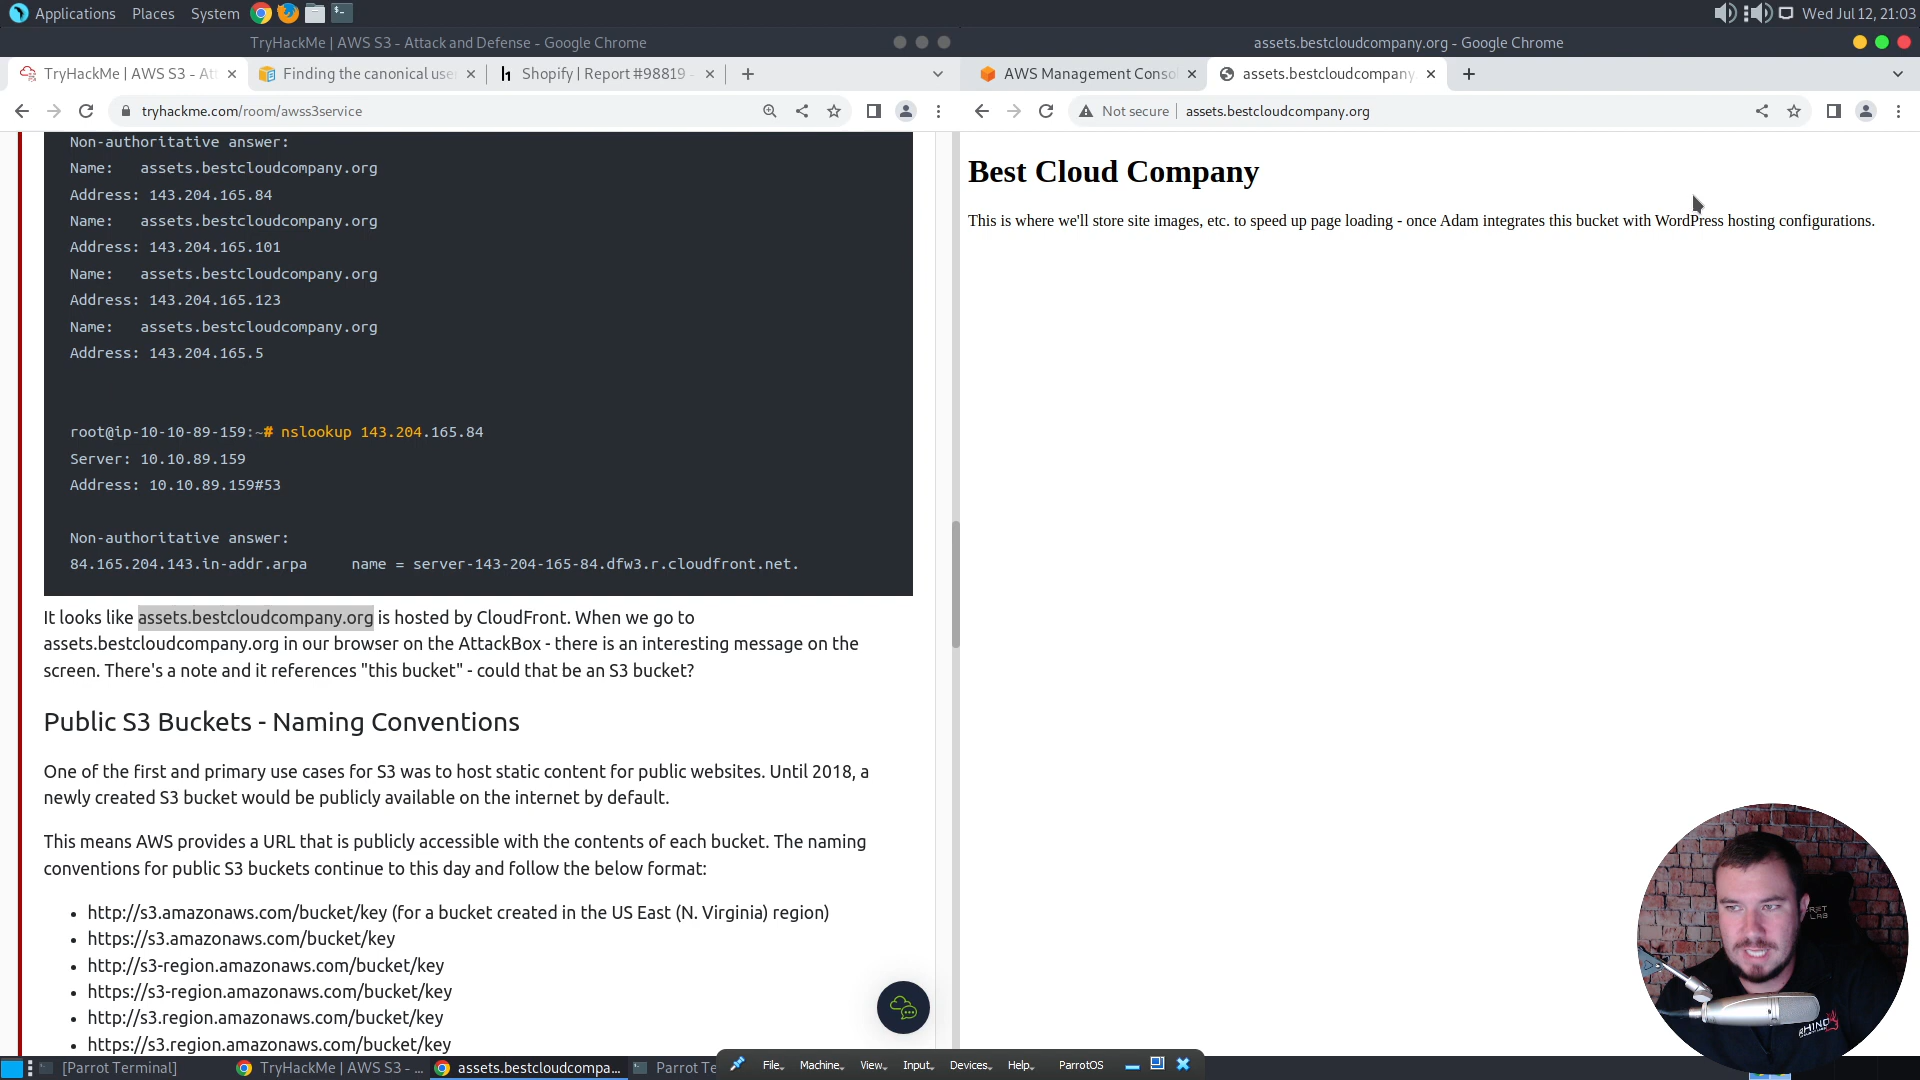 Applications Places System
Wed Jul 12, 21:03
TryHackMe | AWS S3 - Attack and Defense - Google Chrome
assets.bestcloudcompany.org - Google Chrome
TryHackMe | AWS S3 - Att
Finding the canonical use
Shopify | Report #98819 -
AWS Management Conso
assets.bestcloudcompany.
tryhackme.com/room/awss3service
Not secure
assets.bestcloudcompany.org
Non-authoritative answer:
Name: assets.bestcloudcompany.org
Address: 143.204.165.84
Name: assets.bestcloudcompany.org
Address: 143.204.165.101
Name: assets.bestcloudcompany.org
Address: 143.204.165.123
Name: assets.bestcloudcompany.org
Address: 143.204.165.5
root@ip-10-10-89-159:~# nslookup 143.204.165.84
Server: 10.10.89.159
Address: 10.10.89.159#53
Non-authoritative answer:
84.165.204.143.in-addr.arpa name = server-143-204-165-84.dfw3.r.cloudfront.net.
It looks like assets.bestcloudcompany.org is hosted by CloudFront. When we go to
assets.bestcloudcompany.org in our browser on the AttackBox - there is an interesting message on the
screen. There's a note and it references "this bucket" - could that be an S3 bucket?
Public S3 Buckets - Naming Conventions
One of the first and primary use cases for S3 was to host static content for public websites. Until 2018, a
newly created S3 bucket would be publicly available on the internet by default.
This means AWS provides a URL that is publicly accessible with the contents of each bucket. The naming
conventions for public S3 buckets continue to this day and follow the below format:
• http://s3.amazonaws.com/bucket/key (for a bucket created in the US East (N. Virginia) region)
• https://s3.amazonaws.com/bucket/key
• http://s3-region.amazonaws.com/bucket/key
• https://s3-region.amazonaws.com/bucket/key
• http://s3.region.amazonaws.com/bucket/key
• https://s3.region.amazonaws.com/bucket/key
Best Cloud Company
This is where we'll store site images, etc. to speed up page loading - once Adam integrates this bucket with WordPress hosting configurations.
RHINO
[Parrot Terminal]
TryHackMe | AWS S3 - ...
assets.bestcloudcompa...
Parrot Te
File Machine View Input Devices Help ParrotOS